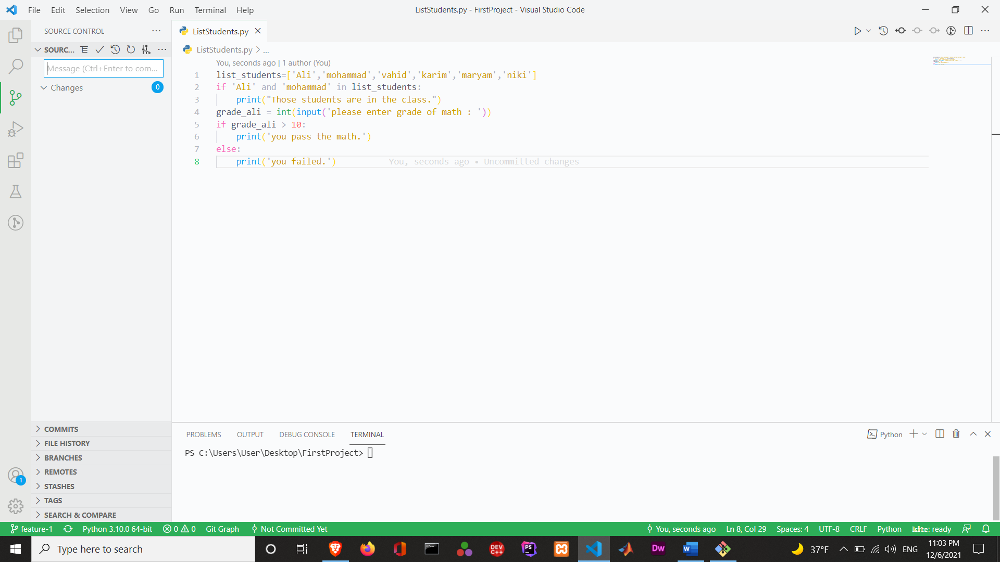 File Edit Selection View Go Run Terminal Help
ListStudents.py - FirstProject - Visual Studio Code
SOURCE CONTROL
ListStudents.py
SOURC...
ListStudents.py > ...
Message (Ctrl+Enter to com...
Changes 0
You, seconds ago | 1 author (You)
1 list_students=['Ali','mohammad','vahid','karim','maryam','niki']
2 if 'Ali' and 'mohammad' in list_students:
3 print("Those students are in the class.")
4 grade_ali = int(input('please enter grade of math : '))
5 if grade_ali > 10:
6 print('you pass the math.')
7 else:
8 print('you failed.') You, seconds ago • Uncommitted changes
COMMITS
FILE HISTORY
BRANCHES
REMOTES
STASHES
TAGS
SEARCH & COMPARE
1
PROBLEMS OUTPUT DEBUG CONSOLE TERMINAL
Python
PS C:\Users\User\Desktop\FirstProject>
feature-1 Python 3.10.0 64-bit 0 0 Git Graph Not Committed Yet
You, seconds ago Ln 8, Col 29 Spaces: 4 UTF-8 CRLF Python kite: ready
Type here to search
DEV C++
PS
Dw
W
37°F
ENG
11:03 PM
12/6/2021